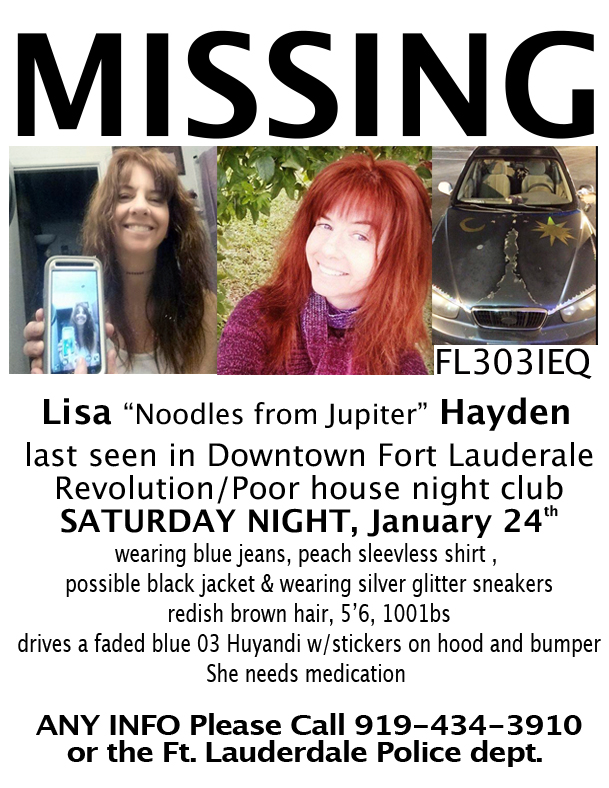 MISSING
FL303IEQ
Lisa “Noodles from Jupiter” Hayden
last seen in Downtown Fort Lauderale
Revolution/Poor house night club
SATURDAY NIGHT, January 24th
wearing blue jeans, peach sleevless shirt ,
possible black jacket & wearing silver glitter sneakers
redish brown hair, 5’6, 1001bs
drives a faded blue 03 Huyandi w/stickers on hood and bumper
She needs medication
ANY INFO Please Call 919-434-3910
or the Ft. Lauderdale Police dept.